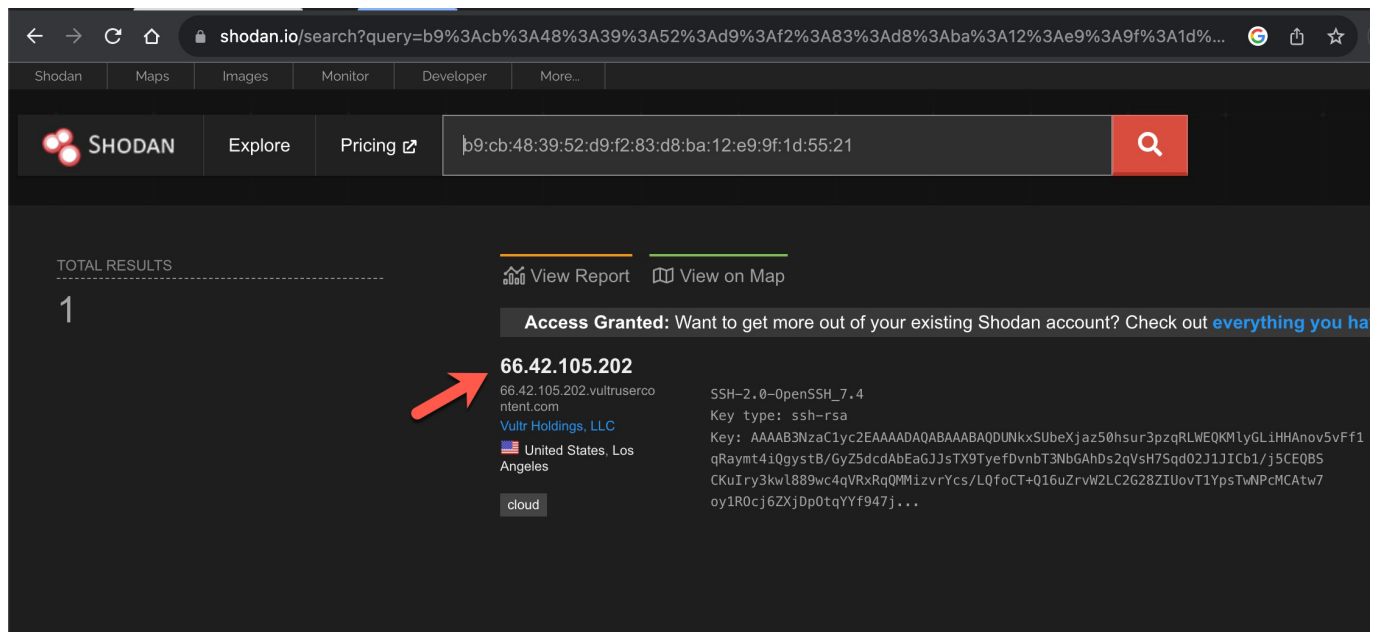 shodan.io/search?query=b9%3Acb%3A48%3A39%3A52%3Ad9%3Af2%3A83%3Ad8%3Aba%3A12%3Ae9%3A9f%3A1d%...
Shodan Maps Images Monitor Developer More...
SHODAN Explore Pricing b9:cb:48:39:52:d9:f2:83:d8:ba:12:e9:9f:1d:55:21
TOTAL RESULTS
1
View Report View on Map
Access Granted: Want to get more out of your existing Shodan account? Check out everything you ha
66.42.105.202
66.42.105.202.vultruserco
ntent.com
Vultr Holdings, LLC
United States, Los
Angeles
cloud
SSH-2.0-OpenSSH_7.4
Key type: ssh-rsa
Key: AAAAB3NzaC1yc2EAAAADAQABAAABAQDUNkxSUbeXjaz50hsur3pzqRLWEQKMlyGLiHHAnov5vFf1
qRaymt4iQgystB/GyZ5dcdAbEaGJJsTX9TyefDvnbT3NbGAhDs2qVsH7SqdO2J1JICb1/j5CEQBS
CKuIry3kwl889wc4qVRxRqQMMizvrYcs/LQfoCT+Q16uZrvW2LC2G28ZIUovT1YpsTwNPcMCAtw7
oy1ROcj6ZXjDpOtqYYf947j...